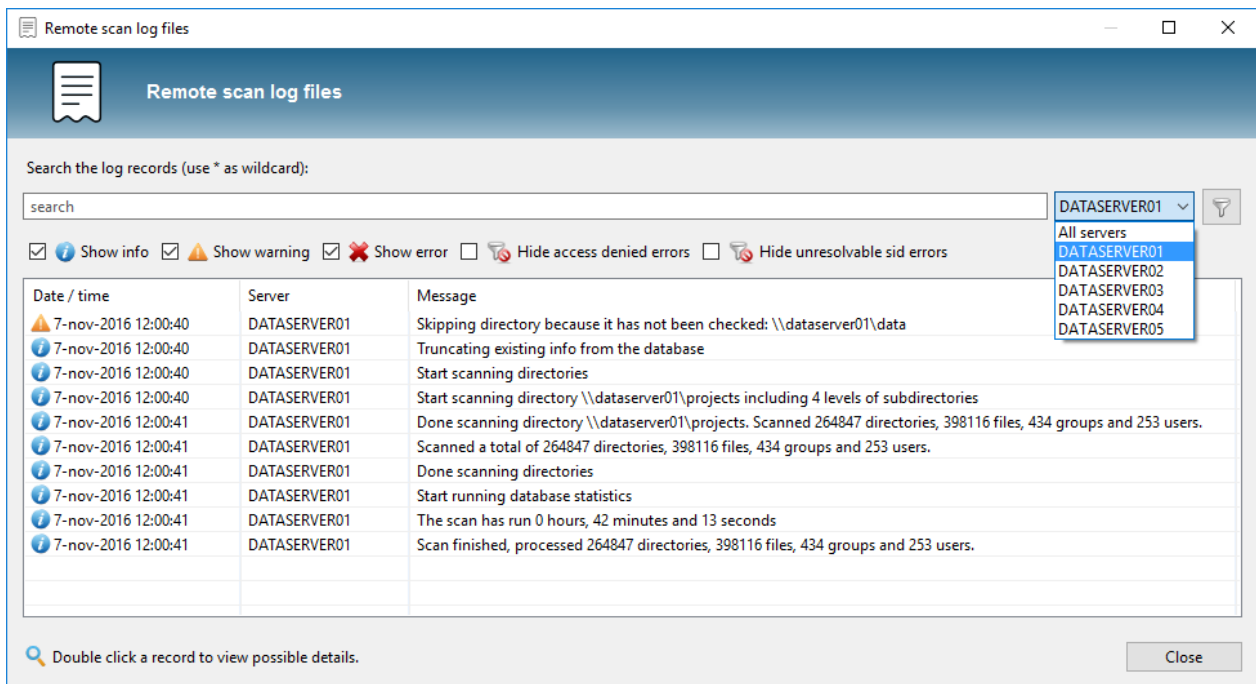 Remote scan log files
Remote scan log files
Search the log records (use * as wildcard):
search
DATASERVER01
All servers
DATASERVER01
DATASERVER02
DATASERVER03
DATASERVER04
DATASERVER05
Show info Show warning Show error Hide access denied errors Hide unresolvable sid errors
Date / time Server Message
7-nov-2016 12:00:40 DATASERVER01 Skipping directory because it has not been checked: \\dataserver01\data
7-nov-2016 12:00:40 DATASERVER01 Truncating existing info from the database
7-nov-2016 12:00:40 DATASERVER01 Start scanning directories
7-nov-2016 12:00:40 DATASERVER01 Start scanning directory \\dataserver01\projects including 4 levels of subdirectories
7-nov-2016 12:00:41 DATASERVER01 Done scanning directory \\dataserver01\projects. Scanned 264847 directories, 398116 files, 434 groups and 253 users.
7-nov-2016 12:00:41 DATASERVER01 Scanned a total of 264847 directories, 398116 files, 434 groups and 253 users.
7-nov-2016 12:00:41 DATASERVER01 Done scanning directories
7-nov-2016 12:00:41 DATASERVER01 Start running database statistics
7-nov-2016 12:00:41 DATASERVER01 The scan has run 0 hours, 42 minutes and 13 seconds
7-nov-2016 12:00:41 DATASERVER01 Scan finished, processed 264847 directories, 398116 files, 434 groups and 253 users.
Double click a record to view possible details.
Close